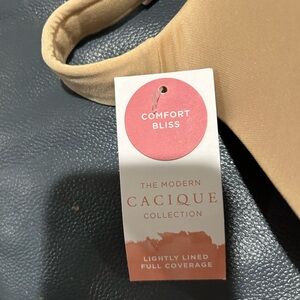 COMFORT
BLISS
THE MODERN
CACIQUE
COLLECTION
LIGHTLY LINED
FULL COVERAGE